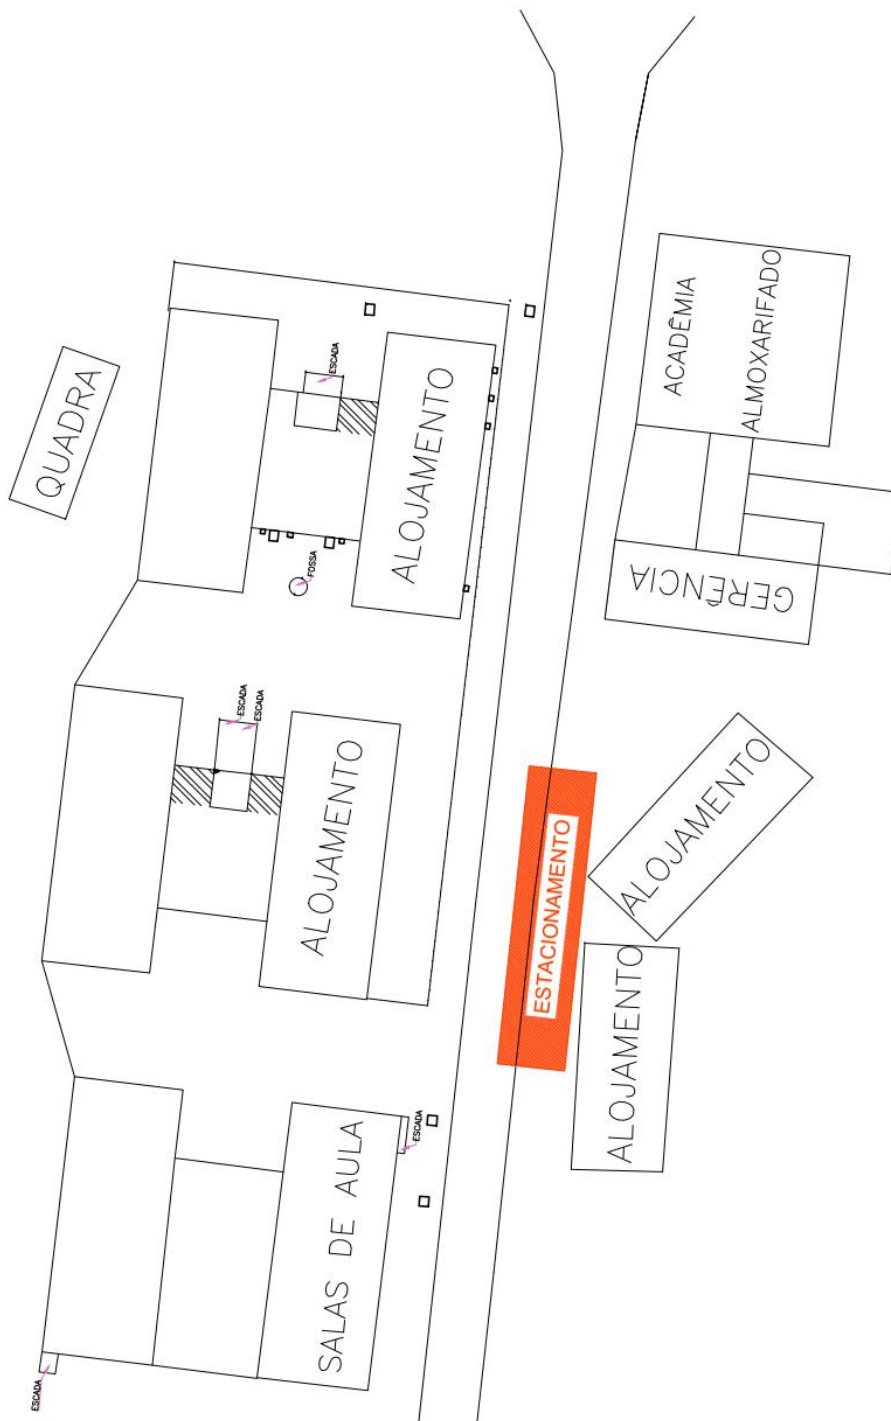 ACADÊMIA
ALMOXARIFADO
ESCADA
QUADRA
ALOJAMENTO
FOSSA
GERÊNCIA
ESCADA
ESCADA
ALOJAMENTO
ALOJAMENTO
ESTACIONAMENTO
ALOJAMENTO
ESCADA
SALAS DE AULA
ESCADA